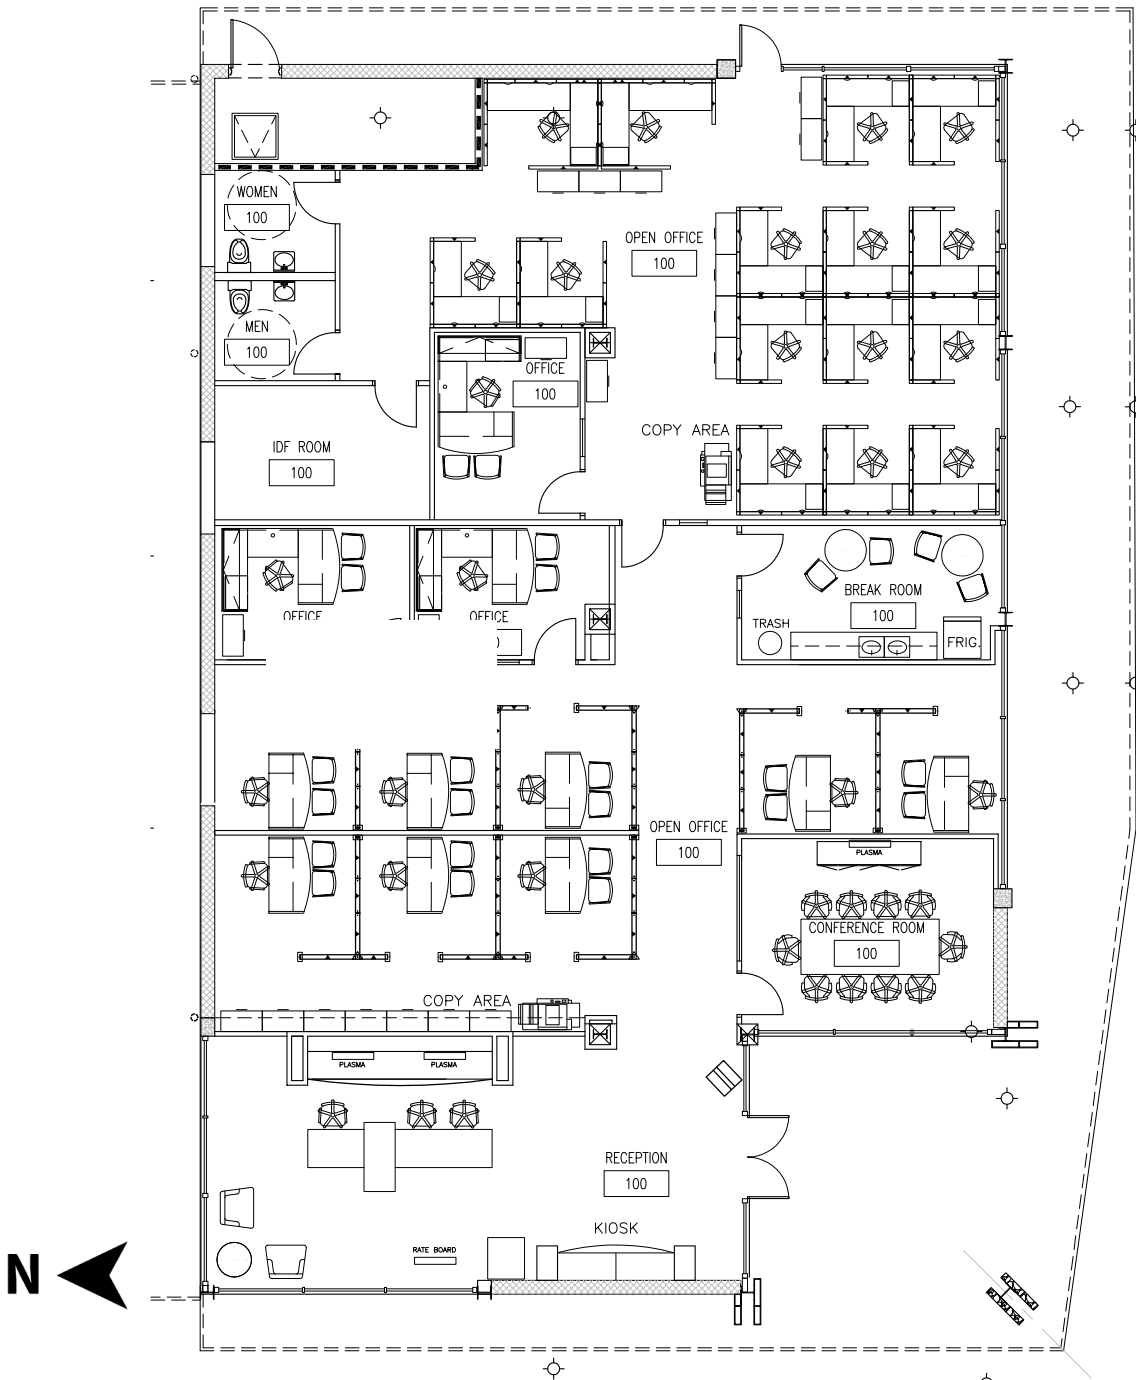 WOMEN
100
OPEN OFFICE
100
MEN
100
OFFICE
100
COPY AREA
IDF ROOM
100
OFFICE
OFFICE
BREAK ROOM
100
TRASH
FRIG.
OPEN OFFICE
100
PLASMA
CONFERENCE ROOM
100
COPY AREA
PLASMA
PLASMA
RECEPTION
100
KIOSK
RATE BOARD
N